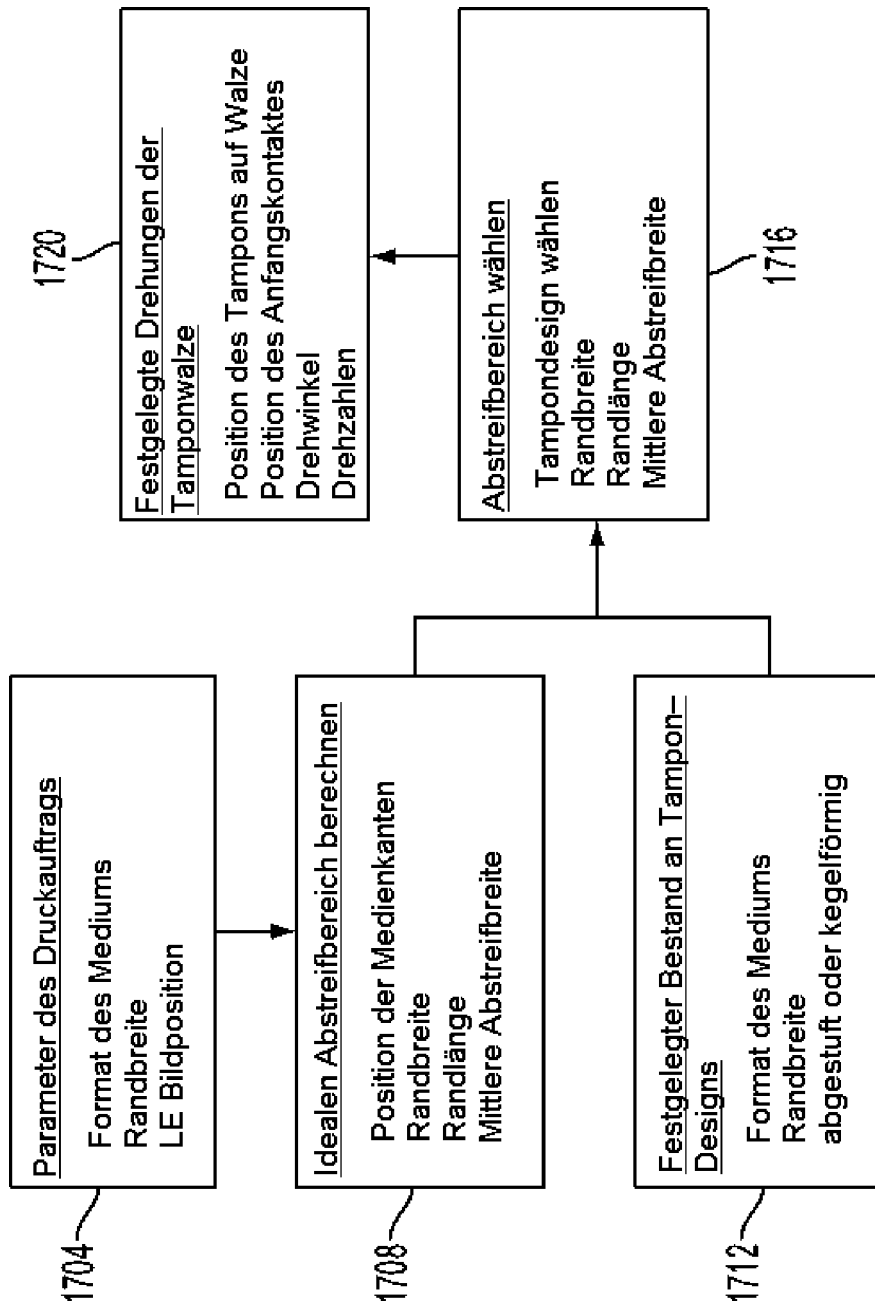 1704
Parameter des Druckauftrags
Format des Mediums
Randbreite
LE Bildposition
1708
Idealen Abstreifbereich berechnen
Position der Medienkanten
Randbreite
Randlänge
Mittlere Abstreifbreite
1712
Festgelegter Bestand an Tampon–
Designs
Format des Mediums
Randbreite
abgestuft oder kegelförmig
1716
Abstreifbereich wählen
Tampondesign wählen
Randbreite
Randlänge
Mittlere Abstreifbreite
1720
Festgelegte Drehungen der
Tamponwalze
Position des Tampons auf Walze
Position des Anfangskontaktes
Drehwinkel
Drehzahlen